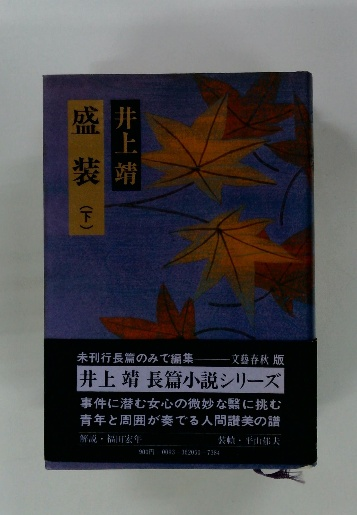 盛装
（下）
井上靖
未刊行長篇のみで編集――文藝春秋 版
井上 靖 長篇小説シリーズ
事件に潜む女心の微妙な翳に挑む
青年と周囲が奏でる人間讃美の譜
解説・福田宏年　装幀・平山郁夫